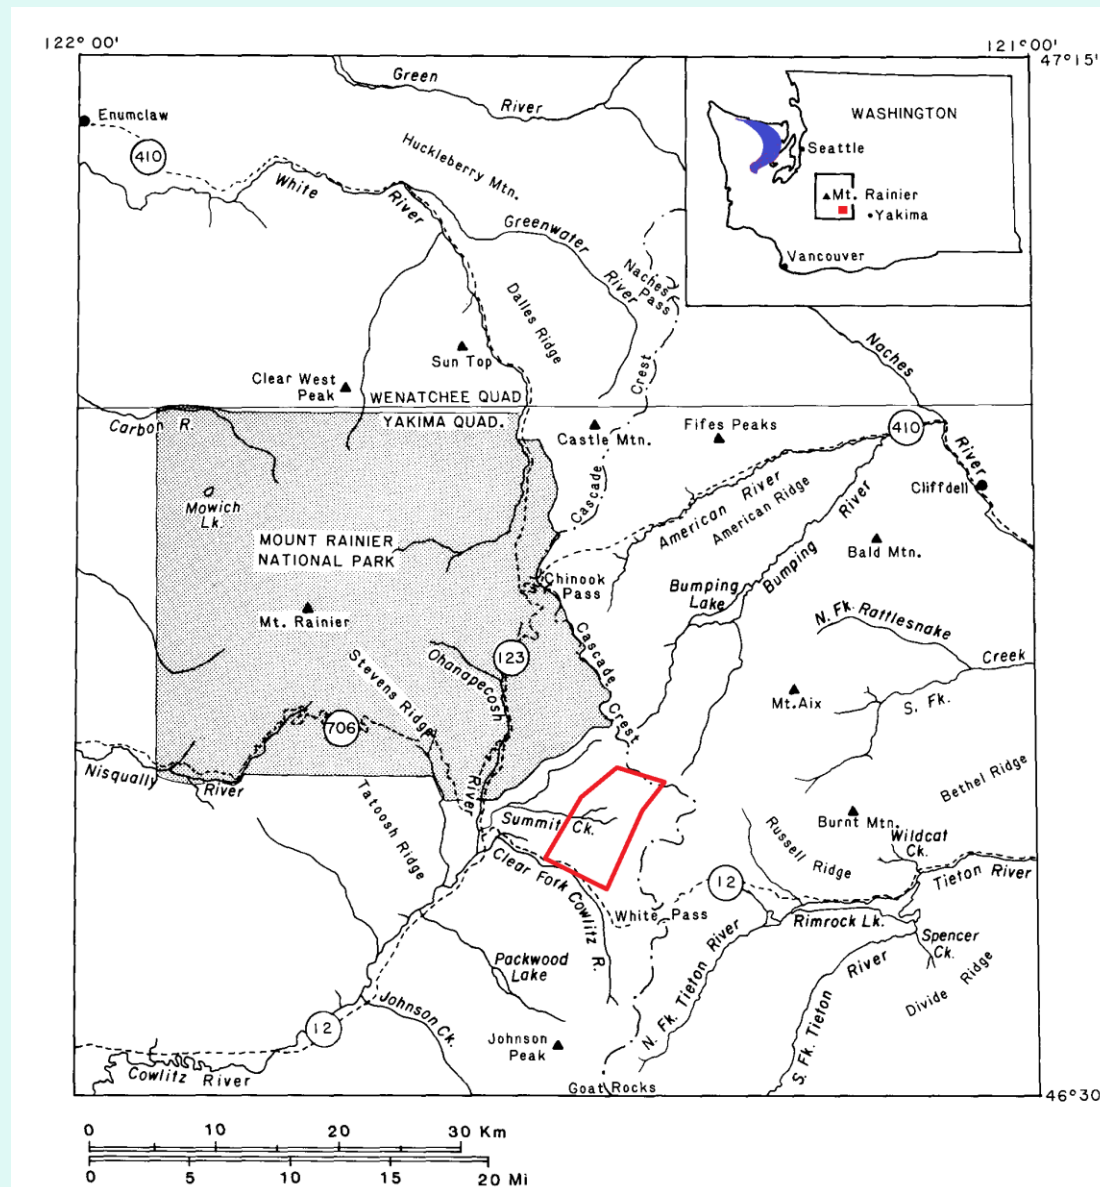 122° 00'
121° 00'
47° 15'
Green
River
Enumclaw
410
Huckleberry Mtn.
White
River
Greenwater
River
Naches
Pass
WASHINGTON
Seattle
Mt. Rainier
Yakima
Vancouver
Dalles Ridge
Sun Top
Clear West
Peak
Crest
Naches
River
WENATCHEE QUAD
YAKIMA QUAD.
Carbon R.
Castle Mtn.
Fifes Peaks
410
Cascade
American River
American Ridge
Cliffdell
Mowich
Lk.
MOUNT RAINIER
NATIONAL PARK
Bumping
River
Bald Mtn.
Chinook
Pass
Bumping
Lake
Mt. Rainier
N. Fk. Rattlesnake
Creek
Cascade
Crest
123
Ohanapecosh
River
Stevens Ridge
Mt. Aix
S. Fk.
706
Nisqually
River
Tatoosh Ridge
Bethel Ridge
Summit Ck.
Burnt Mtn.
Russell Ridge
Wildcat
Ck.
Tieton River
Clear Fork Cowlitz R.
12
White Pass
Rimrock Lk.
Spencer
Ck.
Packwood
Lake
N. Fk. Tieton River
S. Fk. Tieton River
Divide Ridge
Johnson Ck.
12
Johnson
Peak
Cowlitz River
Goat Rocks
46° 30
0 10 20 30 Km
0 5 10 15 20 Mi